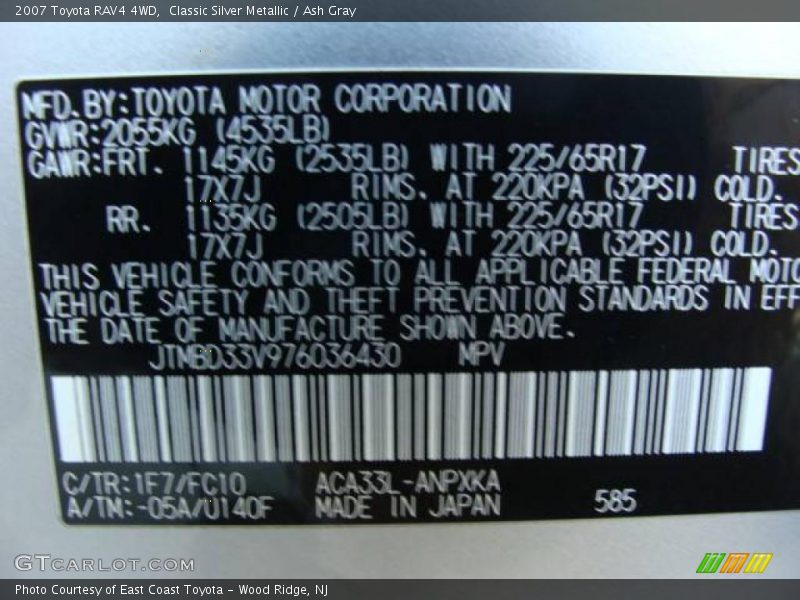 2007 Toyota RAV4 4WD, Classic Silver Metallic / Ash Gray
MFD.BY:TOYOTA MOTOR CORPORATION
GVWR:2055KG (4535LB)
GAWR:FRT. 1145KG (2535LB) WITH 225/65R17 TIRES
17X7J RIMS. AT 220KPA (32PSI) COLD.
RR. 1135KG (2505LB) WITH 225/65R17 TIRES
17X7J RIMS. AT 220KPA (32PSI) COLD.
THIS VEHICLE CONFORMS TO ALL APPLICABLE FEDERAL MOTO
VEHICLE SAFETY AND THEFT PREVENTION STANDARDS IN EFF
THE DATE OF MANUFACTURE SHOWN ABOVE.
JTMBD33V976036430 MPV
C/TR:1F7/FC10 ACA33L-ANPXKA
A/TM:-05A/U140F MADE IN JAPAN 585
GTCarLot.com
Photo Courtesy of East Coast Toyota - Wood Ridge, NJ